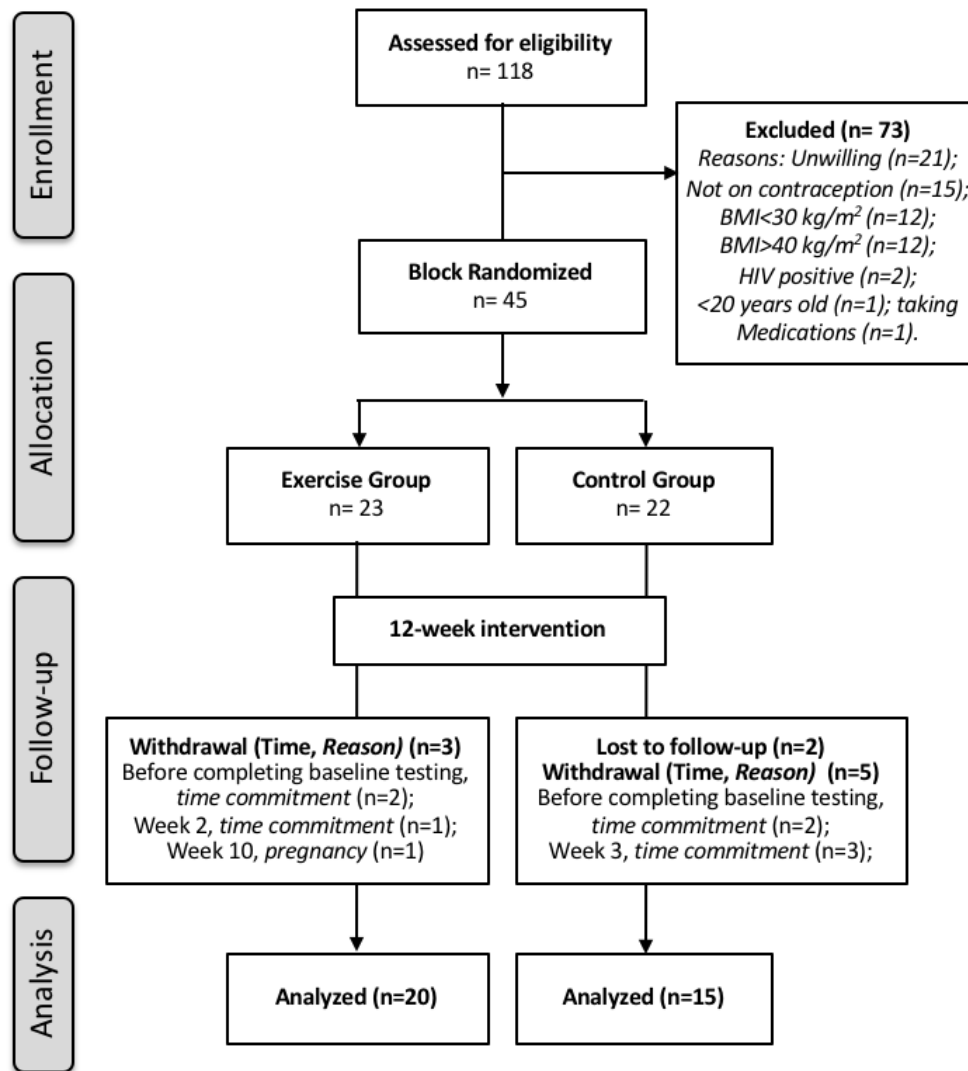 Enrollment
Assessed for eligibility
n= 118
Excluded (n= 73)
Reasons: Unwilling (n=21);
Not on contraception (n=15);
BMI<30 kg/m² (n=12);
BMI>40 kg/m² (n=12);
HIV positive (n=2);
<20 years old (n=1); taking
Medications (n=1).
Block Randomized
n= 45
Allocation
Exercise Group
n= 23
Control Group
n= 22
Follow-up
12-week intervention
Withdrawal (Time, Reason) (n=3)
Before completing baseline testing,
time commitment (n=2);
Week 2, time commitment (n=1);
Week 10, pregnancy (n=1)
Lost to follow-up (n=2)
Withdrawal (Time, Reason) (n=5)
Before completing baseline testing,
time commitment (n=2);
Week 3, time commitment (n=3);
Analysis
Analyzed (n=20)
Analyzed (n=15)